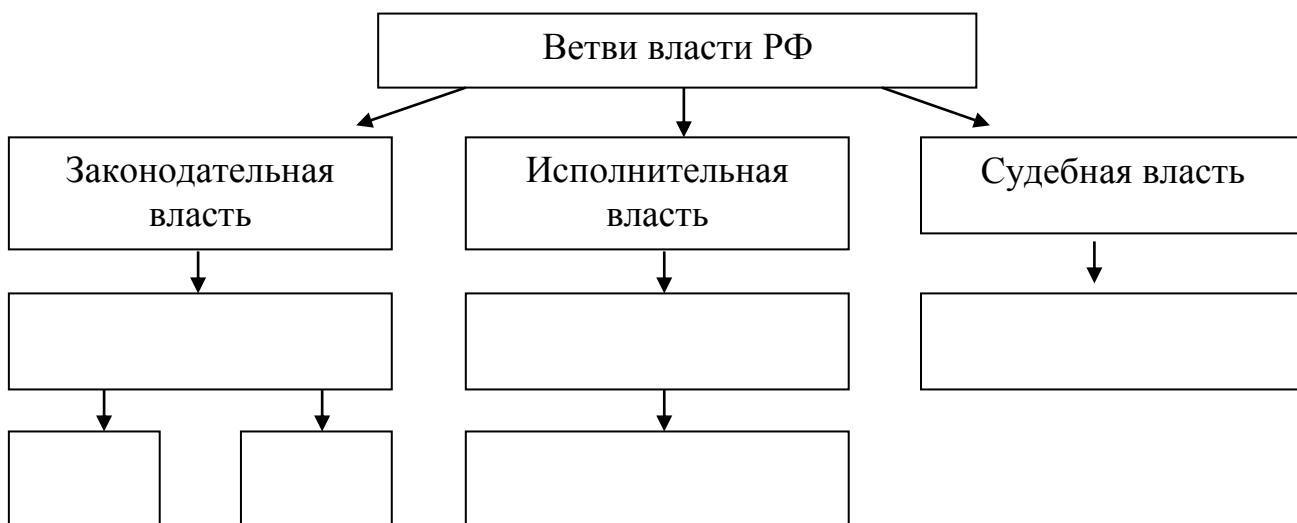 Ветви власти РФ
Законодательная
власть
Исполнительная
власть
Судебная власть